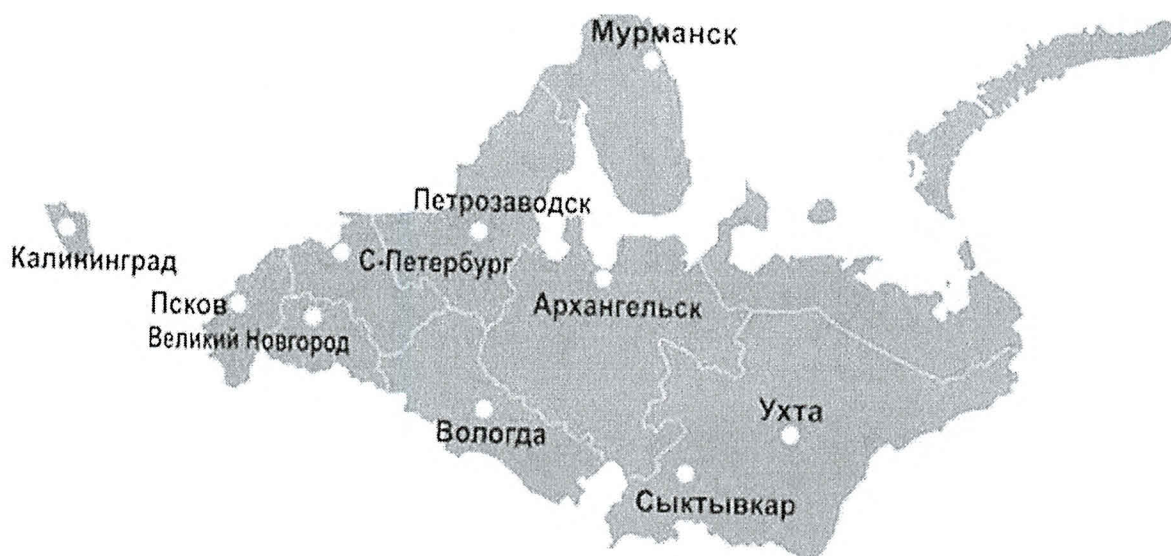 Мурманск
Петрозаводск
Калининград
С-Петербург
Псков
Архангельск
Великий Новгород
Ухта
Вологда
Сыктывкар